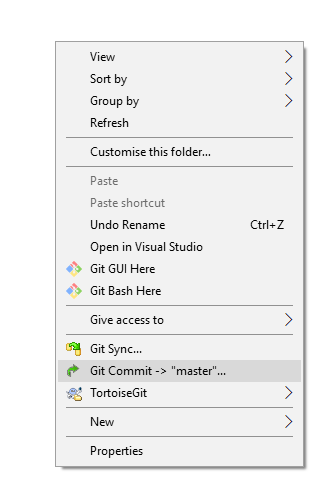 View
Sort by
Group by
Refresh
Customise this folder...
Paste
Paste shortcut
Undo Rename Ctrl+Z
Open in Visual Studio
Git GUI Here
Git Bash Here
Give access to
Git Sync...
Git Commit -> "master"...
TortoiseGit
New
Properties